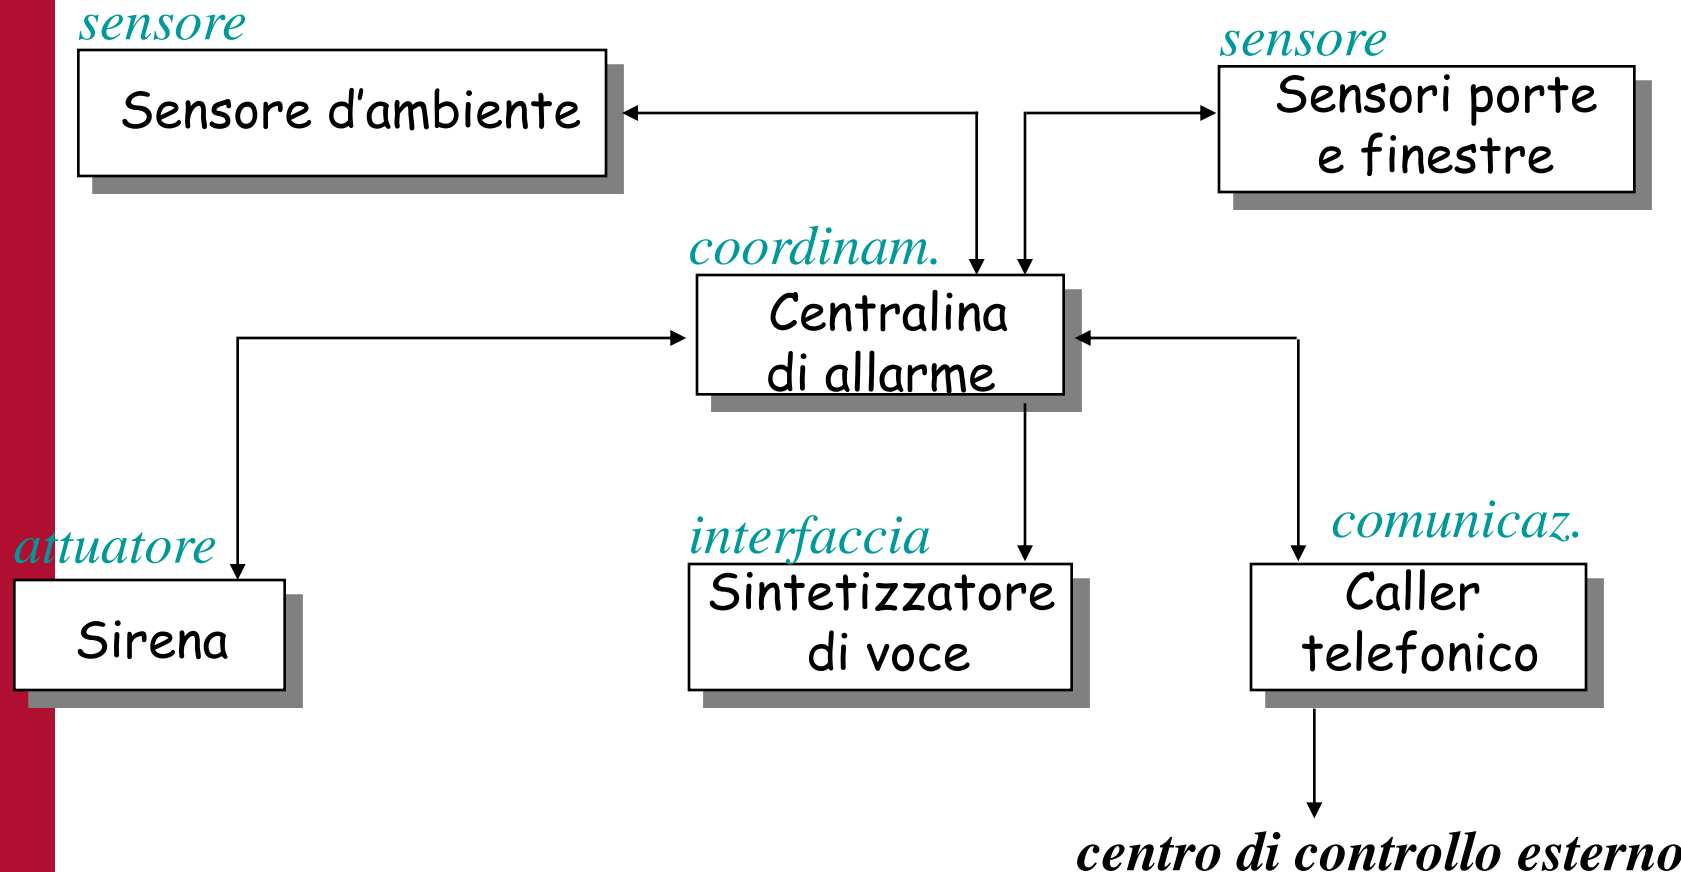 sensore
Sensore d'ambiente
sensore
Sensori porte
e finestre
coordinam.
Centralina
di allarme
attuatore
Sirena
interfaccia
Sintetizzatore
di voce
comunicaz.
Caller
telefonico
centro di controllo esterno